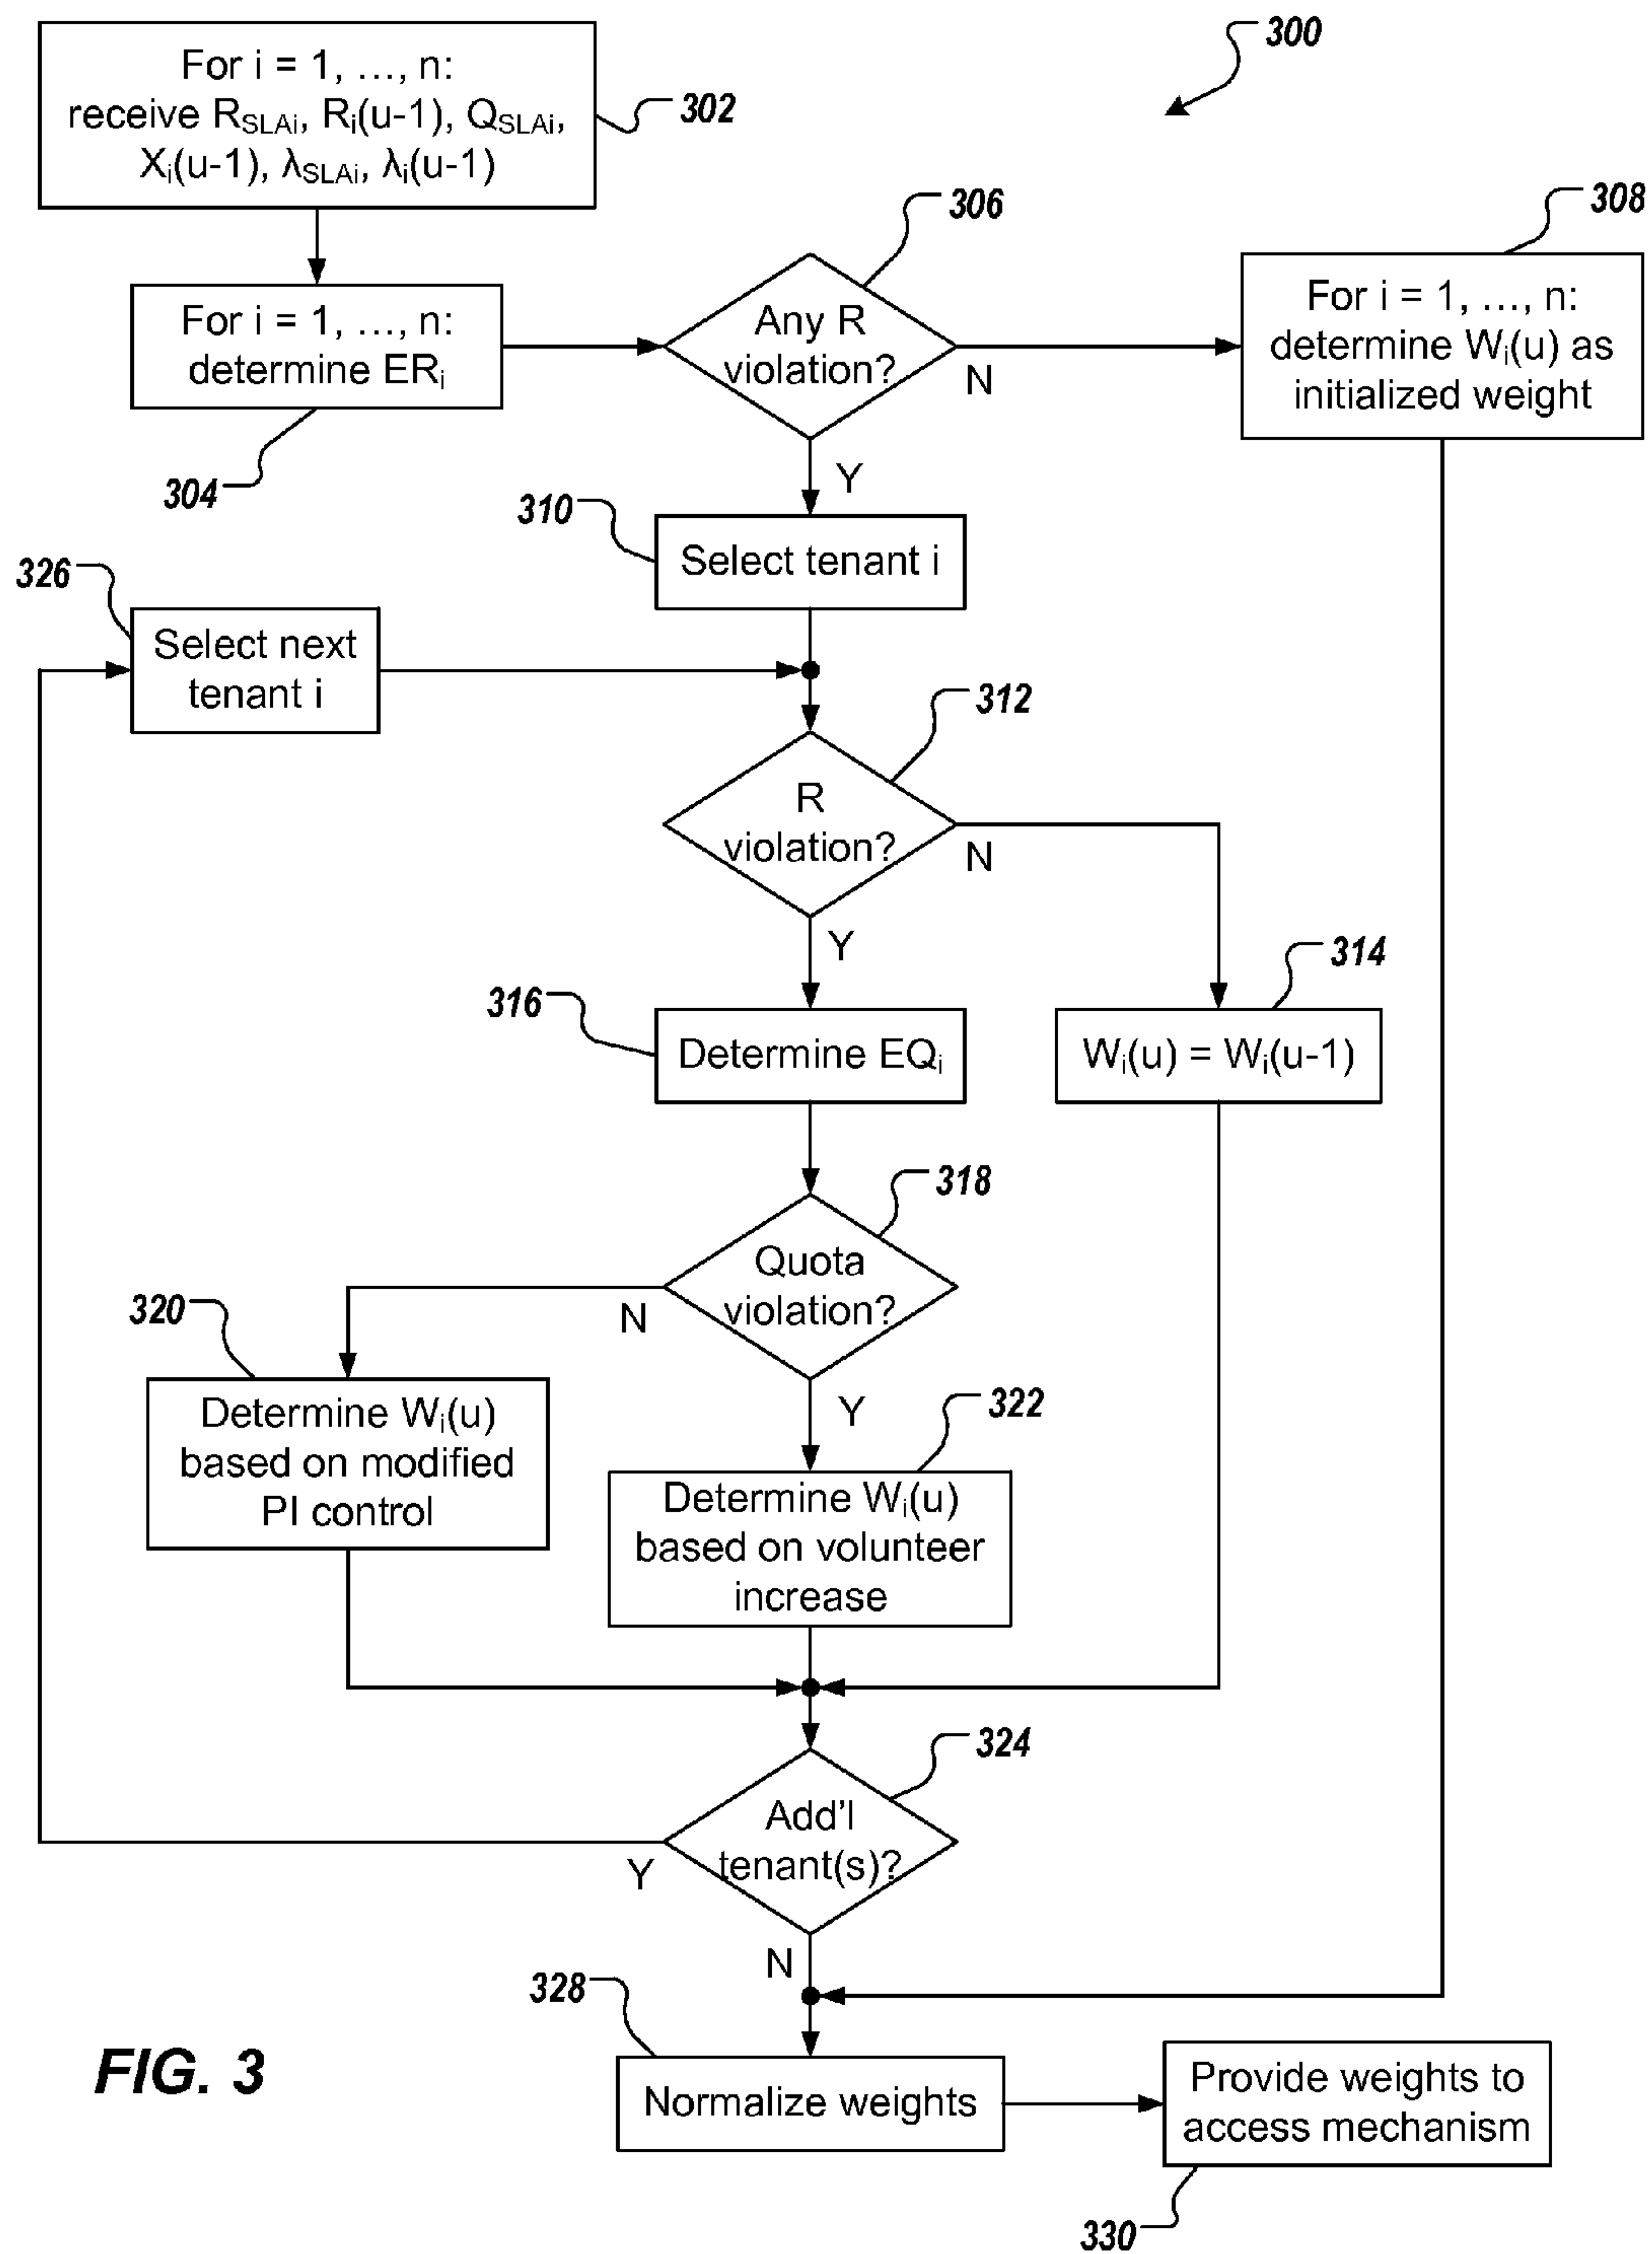 300
For i = 1, ..., n:
receive RSLAi, Ri(u-1), QSLAi,
Xi(u-1), λSLAi, λi(u-1)
302
306
308
For i = 1, ..., n:
determine ERi
304
Any R
violation?
N
Y
For i = 1, ..., n:
determine Wi(u) as
initialized weight
310
Select tenant i
326
Select next
tenant i
312
R
violation?
N
Y
314
Wi(u) = Wi(u-1)
316
Determine EQi
318
Quota
violation?
N
Y
320
Determine Wi(u)
based on modified
PI control
322
Determine Wi(u)
based on volunteer
increase
324
Add'l
tenant(s)?
Y
N
328
Normalize weights
Provide weights to
access mechanism
330
FIG. 3